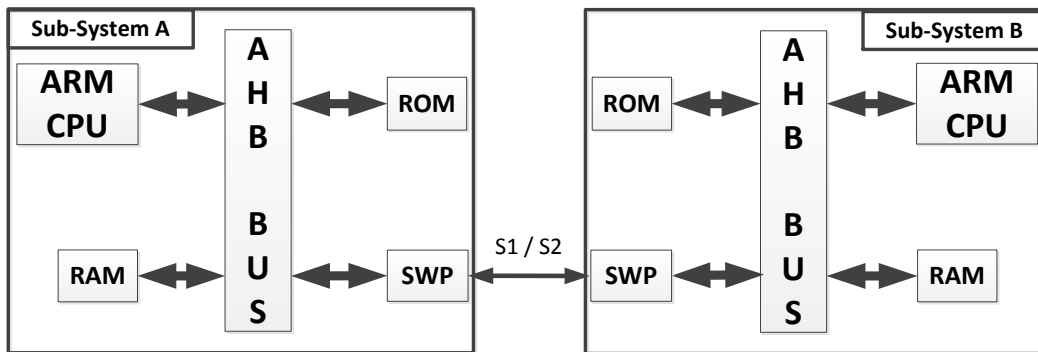 Sub-System A
ARM
CPU
A
H
B
B
U
S
ROM
RAM
SWP
S1 / S2
Sub-System B
ROM
A
H
B
B
U
S
ARM
CPU
SWP
RAM